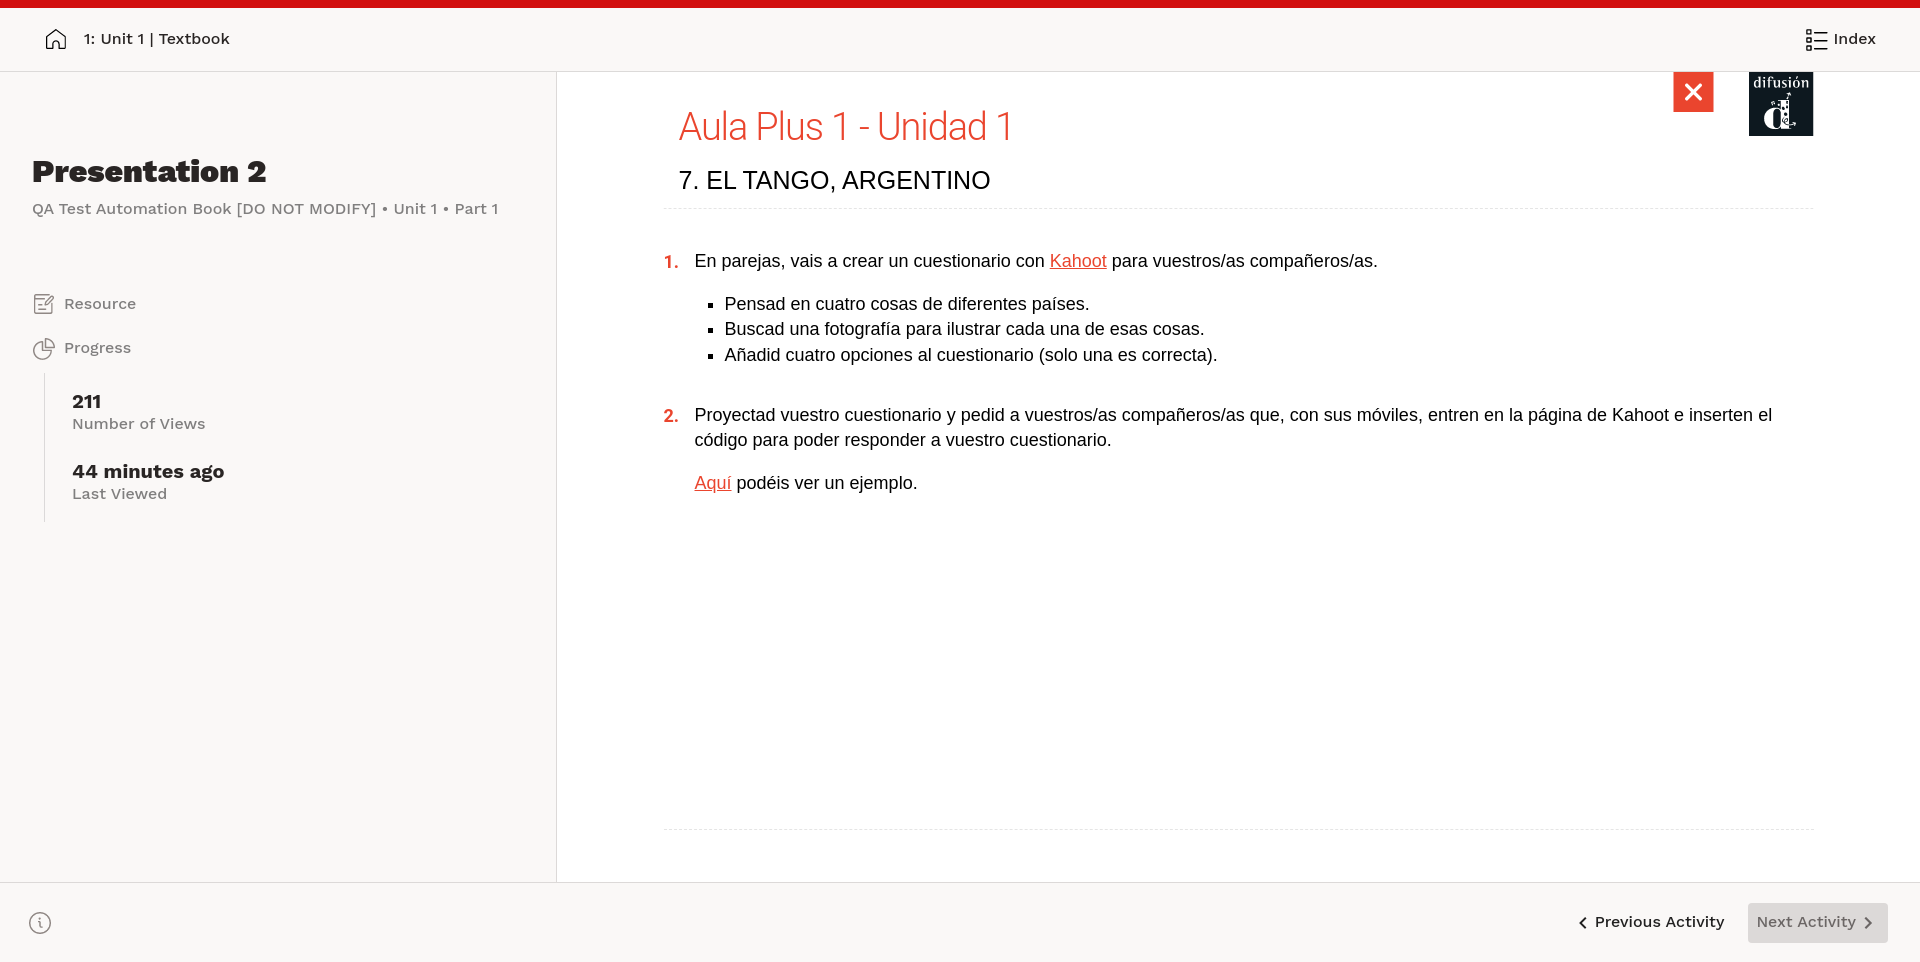 1: Unit 1 | Textbook
Index
Presentation 2
QA Test Automation Book [DO NOT MODIFY] • Unit 1 • Part 1
Resource
Progress
211
Number of Views
44 minutes ago
Last Viewed
difusión
d
Aula Plus 1 - Unidad 1
7. EL TANGO, ARGENTINO
1. En parejas, vais a crear un cuestionario con Kahoot para vuestros/as compañeros/as.
▪ Pensad en cuatro cosas de diferentes países.
▪ Buscad una fotografía para ilustrar cada una de esas cosas.
▪ Añadid cuatro opciones al cuestionario (solo una es correcta).
2. Proyectad vuestro cuestionario y pedid a vuestros/as compañeros/as que, con sus móviles, entren en la página de Kahoot e inserten el
código para poder responder a vuestro cuestionario.
Aquí podéis ver un ejemplo.
Previous Activity
Next Activity